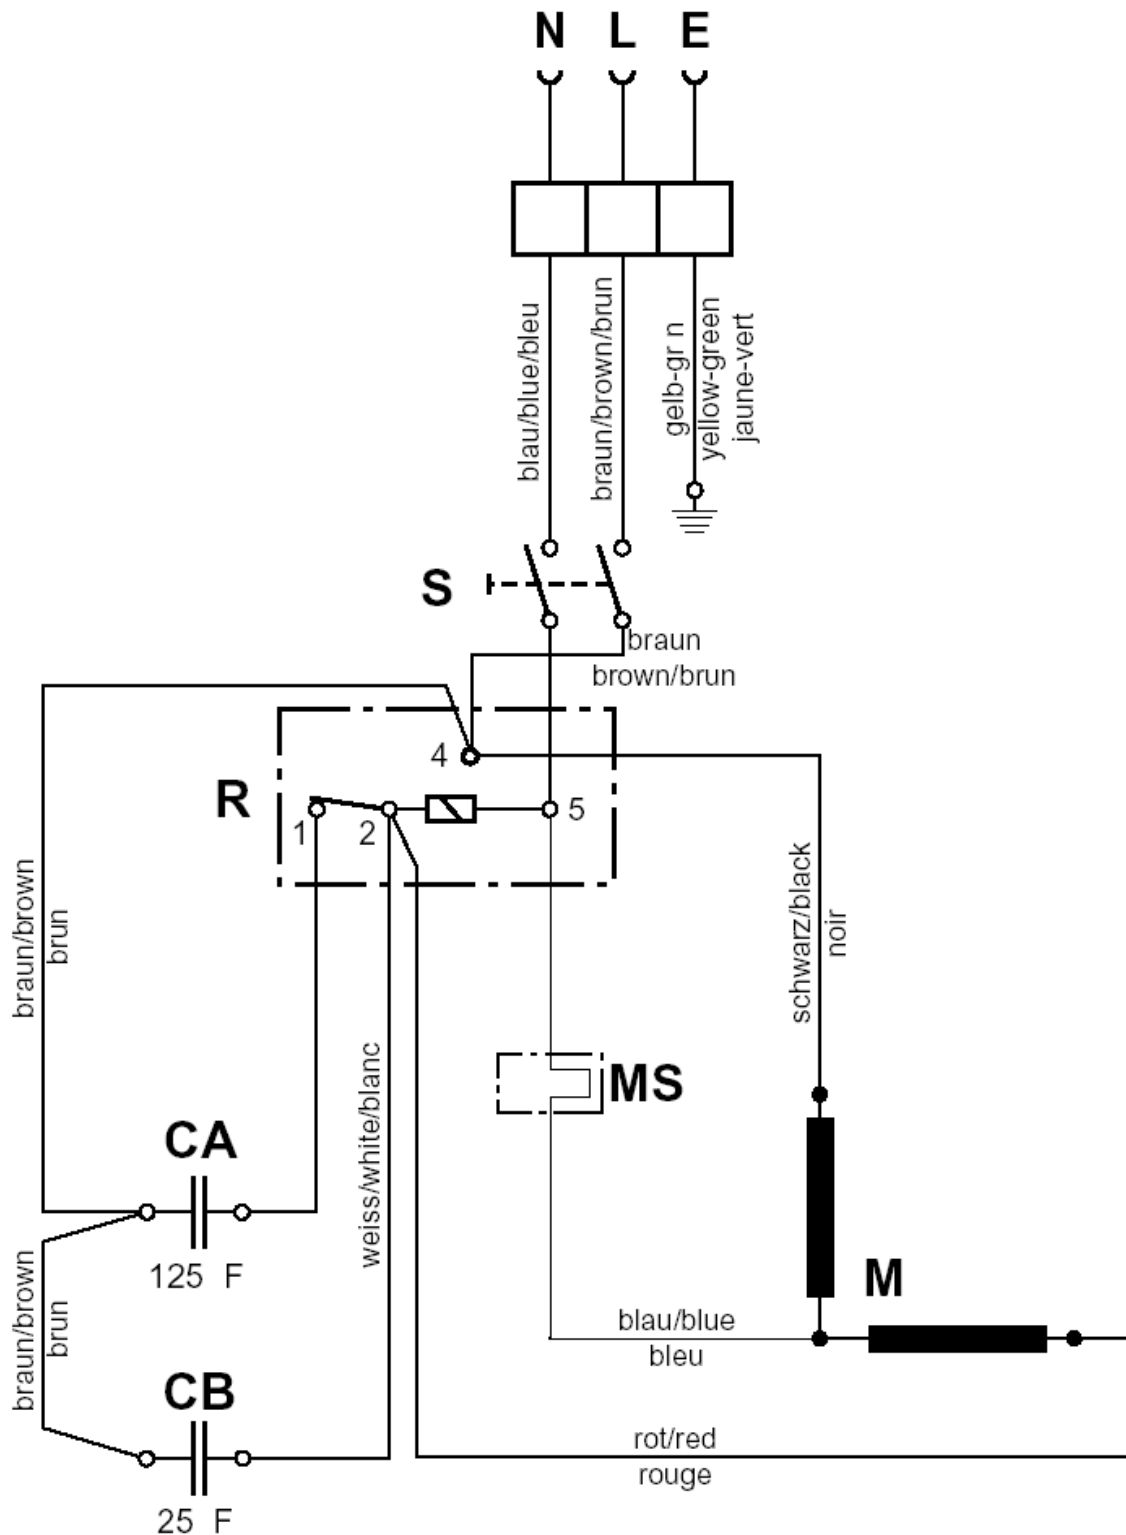 N L E
blau/blue/bleu
braun/brown/brun
gelb-gr n
yellow-green
jaune-vert
S
braun
brown/brun
4
R
1
2
5
braun/brown
brun
schwarz/black
noir
weiss/white/blanc
MS
CA
125 F
M
braun/brown
brun
blau/blue
bleu
CB
rot/red
rouge
25 F